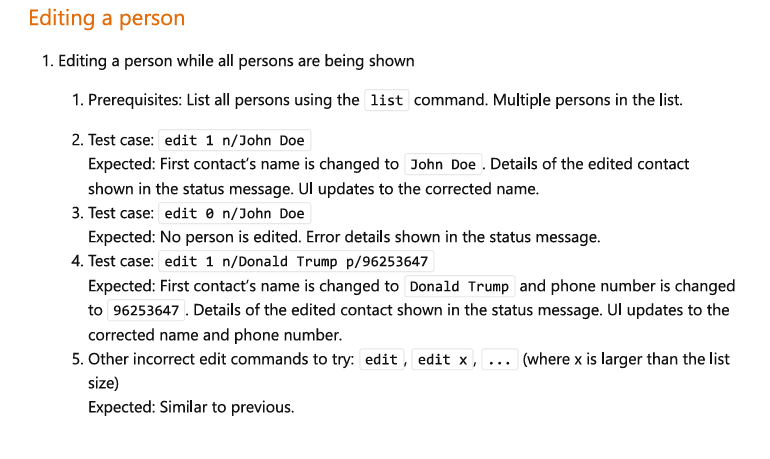 Editing a person
1. Editing a person while all persons are being shown
1. Prerequisites: List all persons using the list command. Multiple persons in the list.
2. Test case: edit 1 n/John Doe
Expected: First contact’s name is changed to John Doe . Details of the edited contact
shown in the status message. UI updates to the corrected name.
3. Test case: edit 0 n/John Doe
Expected: No person is edited. Error details shown in the status message.
4. Test case: edit 1 n/Donald Trump p/96253647
Expected: First contact’s name is changed to Donald Trump and phone number is changed
to 96253647 . Details of the edited contact shown in the status message. UI updates to the
corrected name and phone number.
5. Other incorrect edit commands to try: edit , edit x , ... (where x is larger than the list
size)
Expected: Similar to previous.